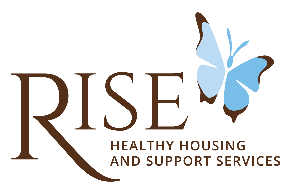 RISE
HEALTHY HOUSING
AND SUPPORT SERVICES